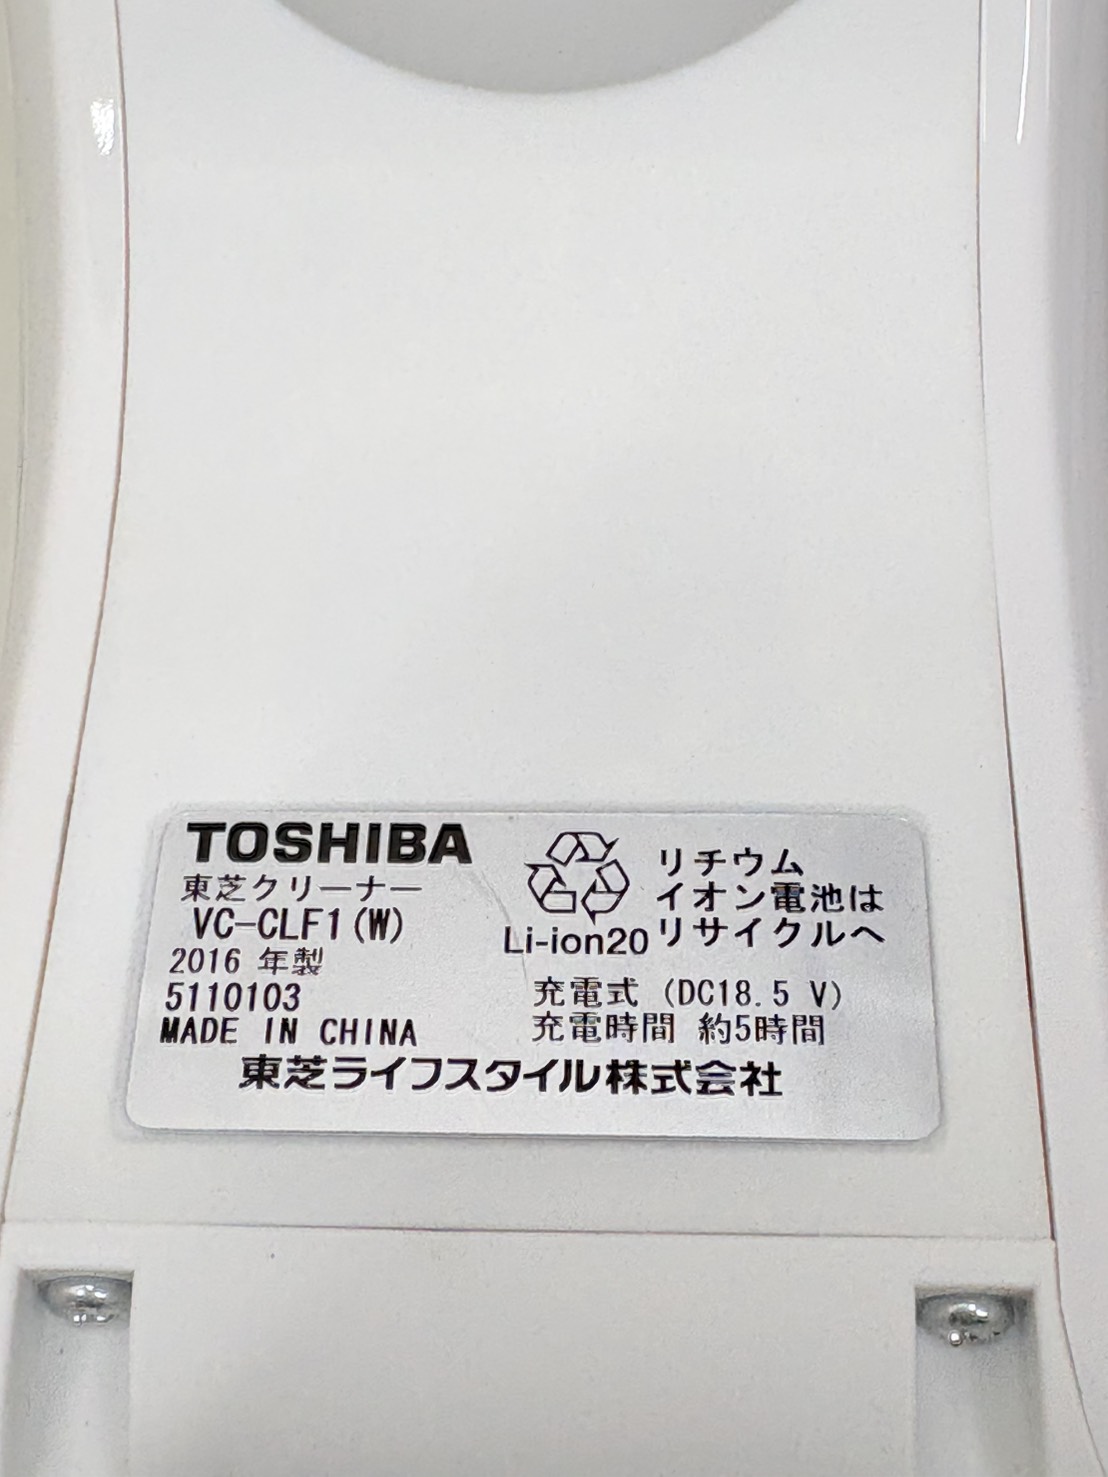 TOSHIBA
東芝クリーナー
VC-CLF1(W)
2016 年製
5110103
MADE IN CHINA
Li-ion20
リチウム
イオン電池は
リサイクルへ
充電式 (DC18.5 V)
充電時間 約5時間
東芝ライフスタイル株式会社